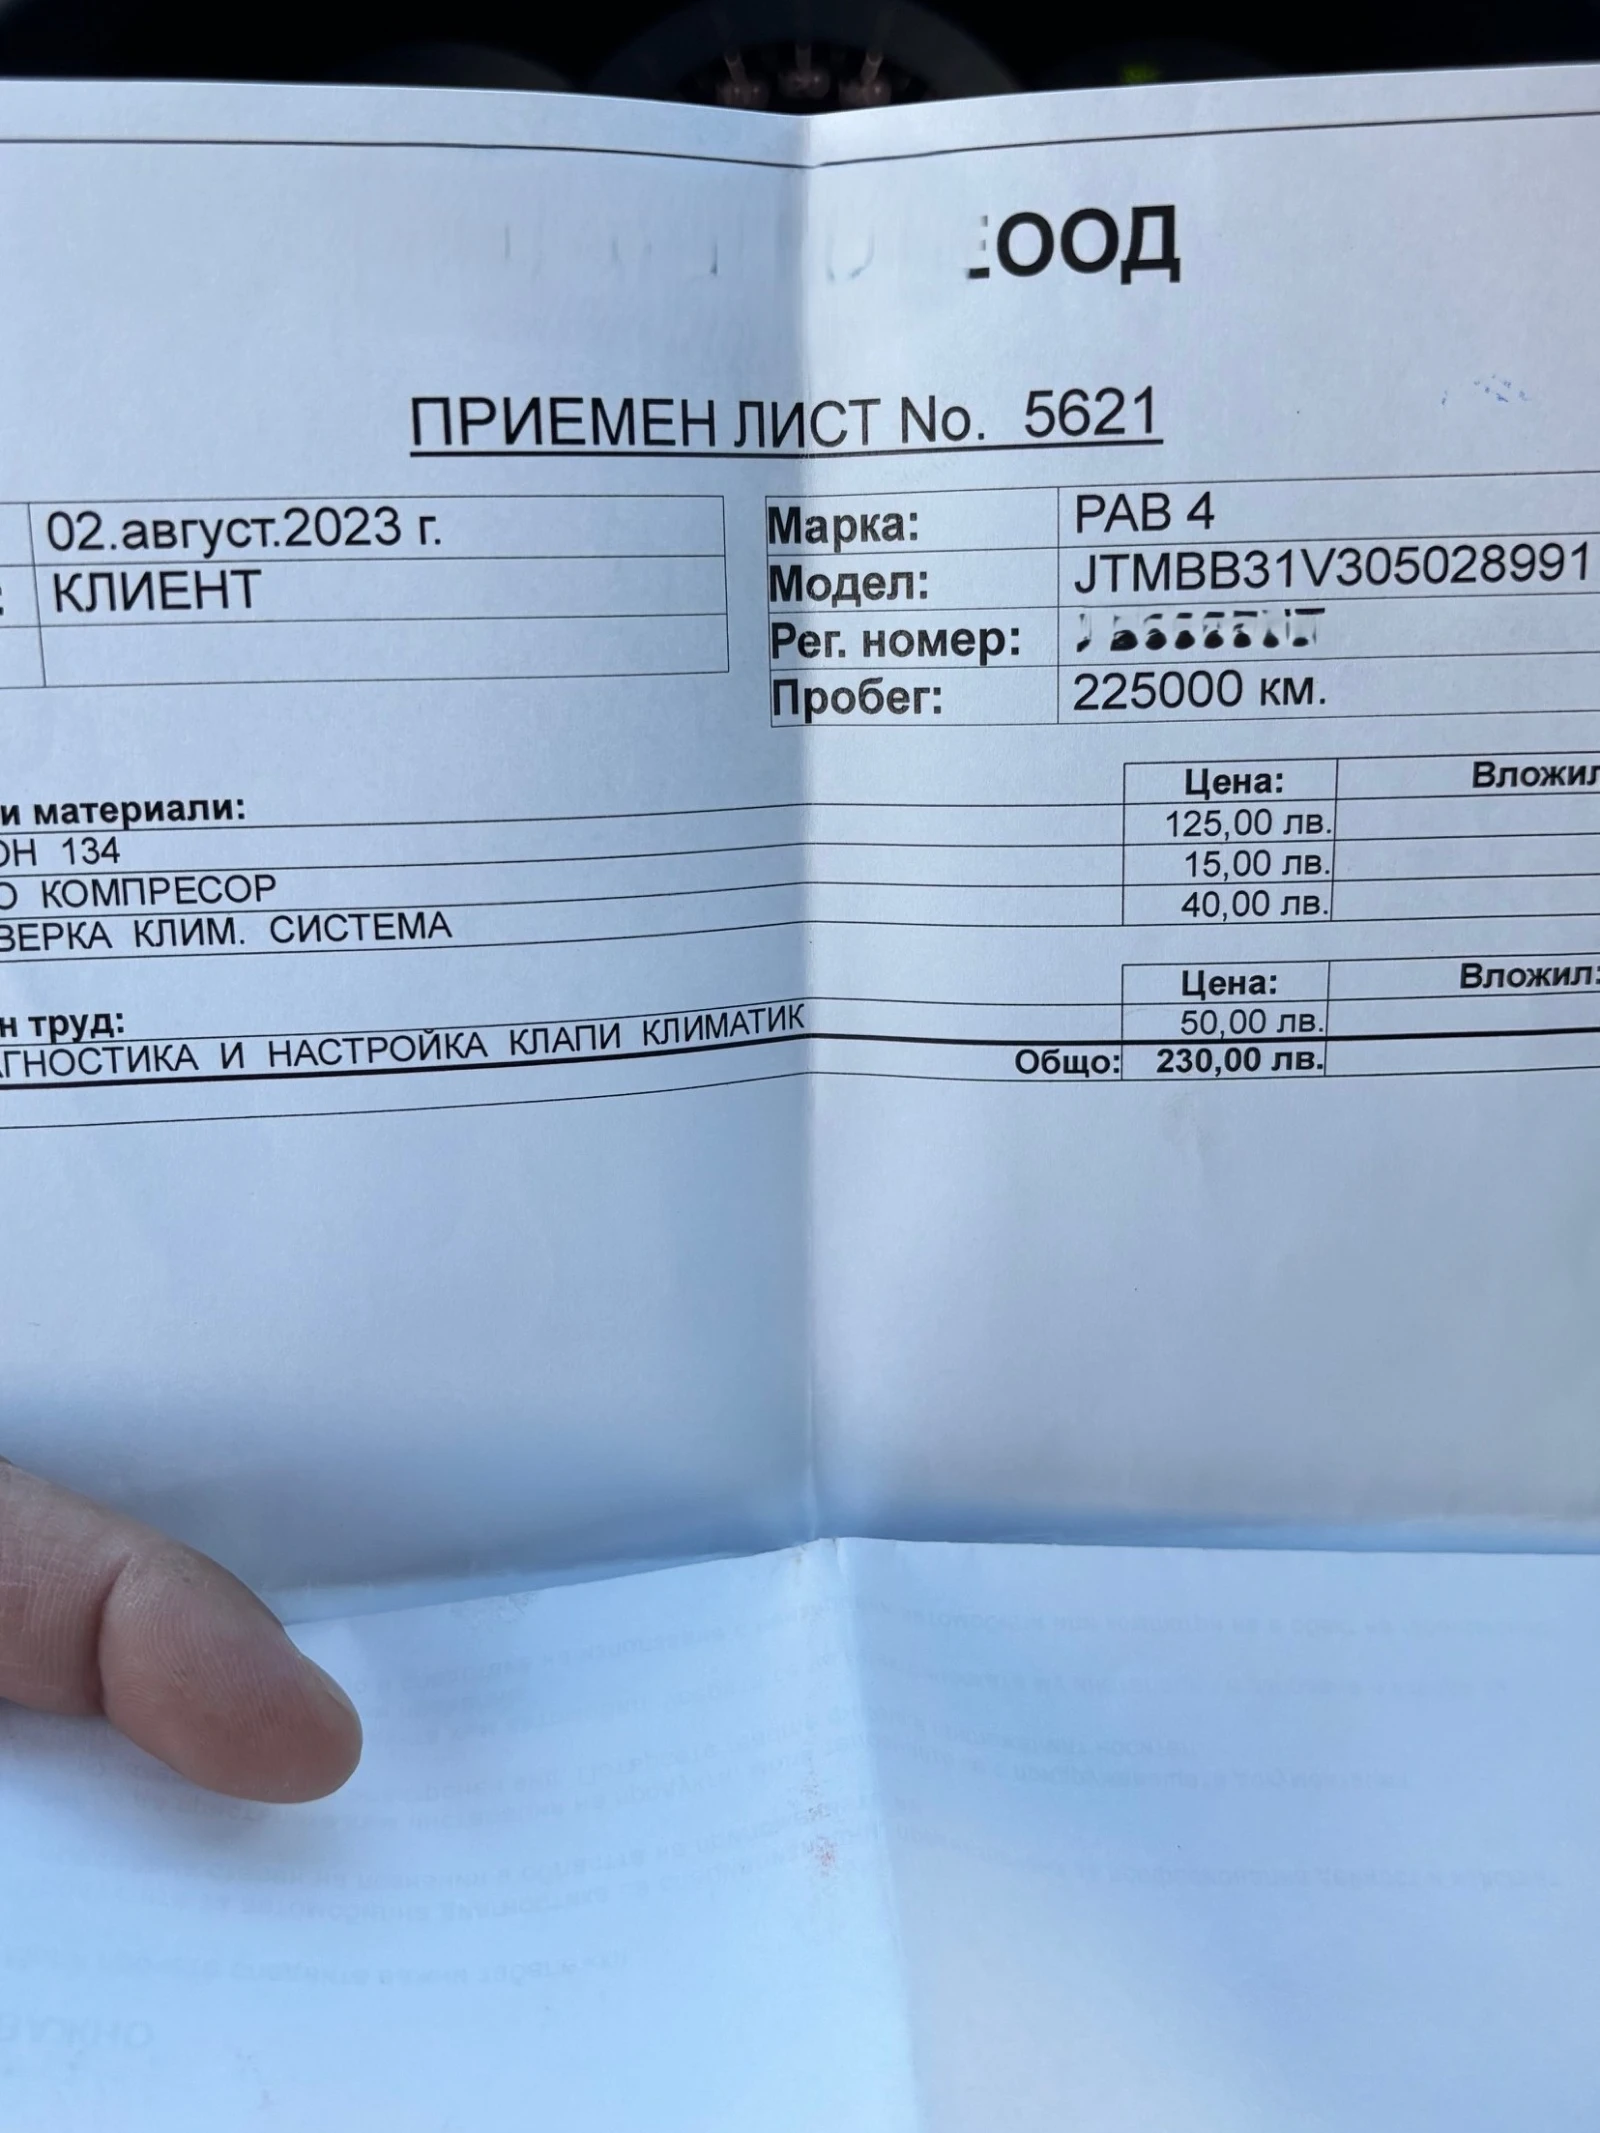 ООД
ПРИЕМЕН ЛИСТ No. 5621
02.август.2023 г.
КЛИЕНТ
Марка: РАВ 4
Модел: JTMBB31V305028991
Рег. номер:
Пробег: 225000 км.
и материали: Цена: Вложил
ОН 134 125,00 лв.
О КОМПРЕСОР 15,00 лв.
ВЕРКА КЛИМ. СИСТЕМА 40,00 лв.
н труд: Цена: Вложил:
АГНОСТИКА И НАСТРОЙКА КЛАПИ КЛИМАТИК 50,00 лв.
Общо: 230,00 лв.